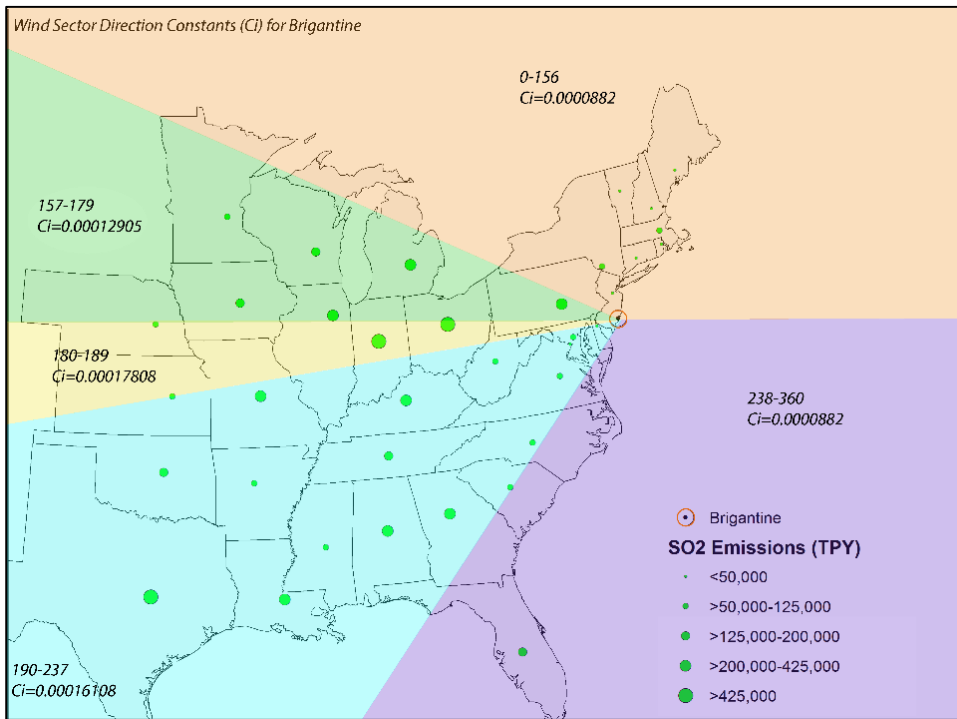 Wind Sector Direction Constants (Ci) for Brigantine
0-156
Ci=0.0000882
157-179
Ci=0.00012905
180-189
Ci=0.00017808
238-360
Ci=0.0000882
Brigantine
SO2 Emissions (TPY)
<50,000
>50,000-125,000
>125,000-200,000
>200,000-425,000
>425,000
190-237
Ci=0.00016108